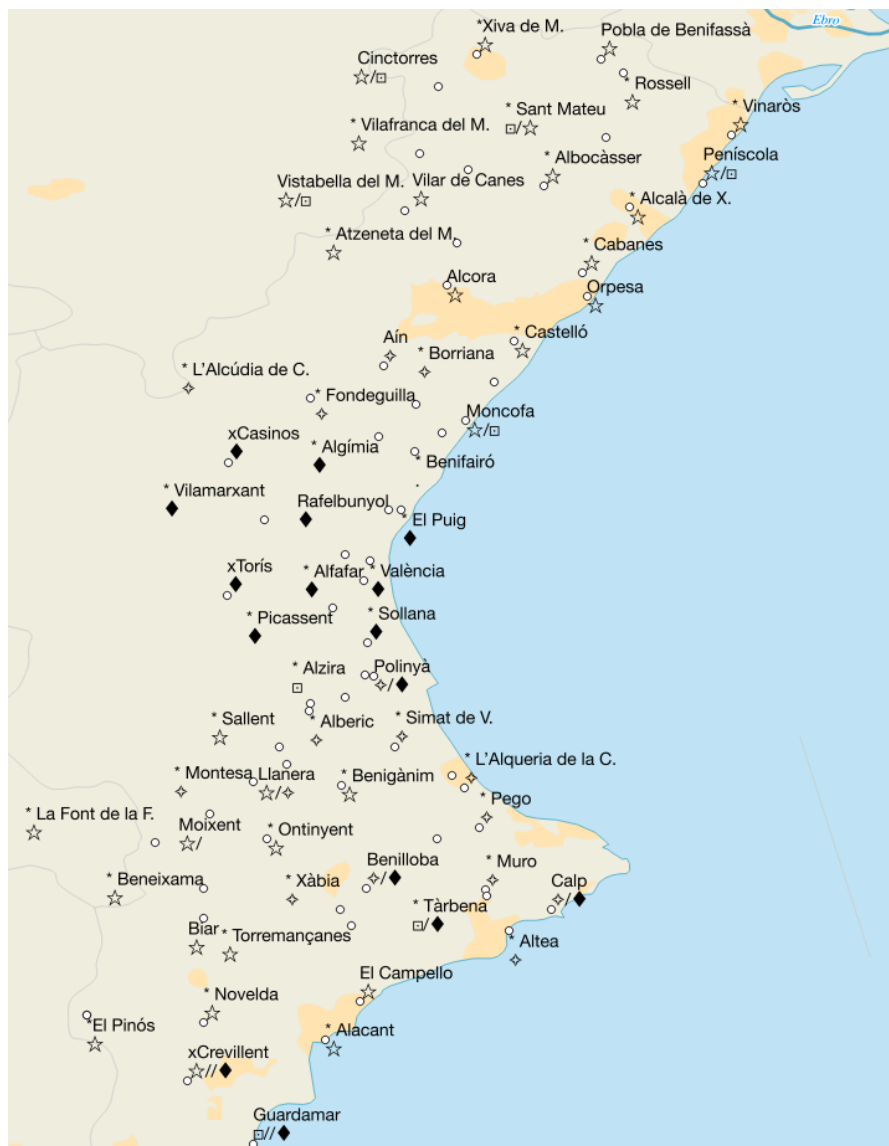 Ebro
*Xiva de M.
Pobla de Benifassà
Cinctorres
☆/⊡
* Rossell
* Sant Mateu
⊡/☆
* Vinaròs
* Vilafranca del M.
* Albocàsser
Peníscola
☆/⊡
Vistabella del M.
☆/⊡
Vilar de Canes
* Alcalà de X.
* Atzeneta del M.
* Cabanes
Alcora
Orpesa
* Castelló
Aín
* Borriana
* L'Alcúdia de C.
* Fondeguilla
Moncofa
☆/⊡
xCasinos
* Algímia
* Benifairó
* Vilamarxant
Rafelbunyol
* El Puig
xTorís
* Alfafar
* València
* Picassent
* Sollana
* Alzira
Polinyà
✧/◆
* Sallent
* Alberic
* Simat de V.
* L'Alqueria de la C.
* Montesa
Llanera
☆/✧
* Benigànim
* Pego
* La Font de la F.
Moixent
☆/
* Ontinyent
Benilloba
✧/◆
* Muro
* Beneixama
* Xàbia
Calp
✧/◆
* Tàrbena
⊡/◆
Biar
* Torremançanes
* Altea
El Campello
* Novelda
*El Pinós
* Alacant
xCrevillent
☆//◆
Guardamar
⊡//◆